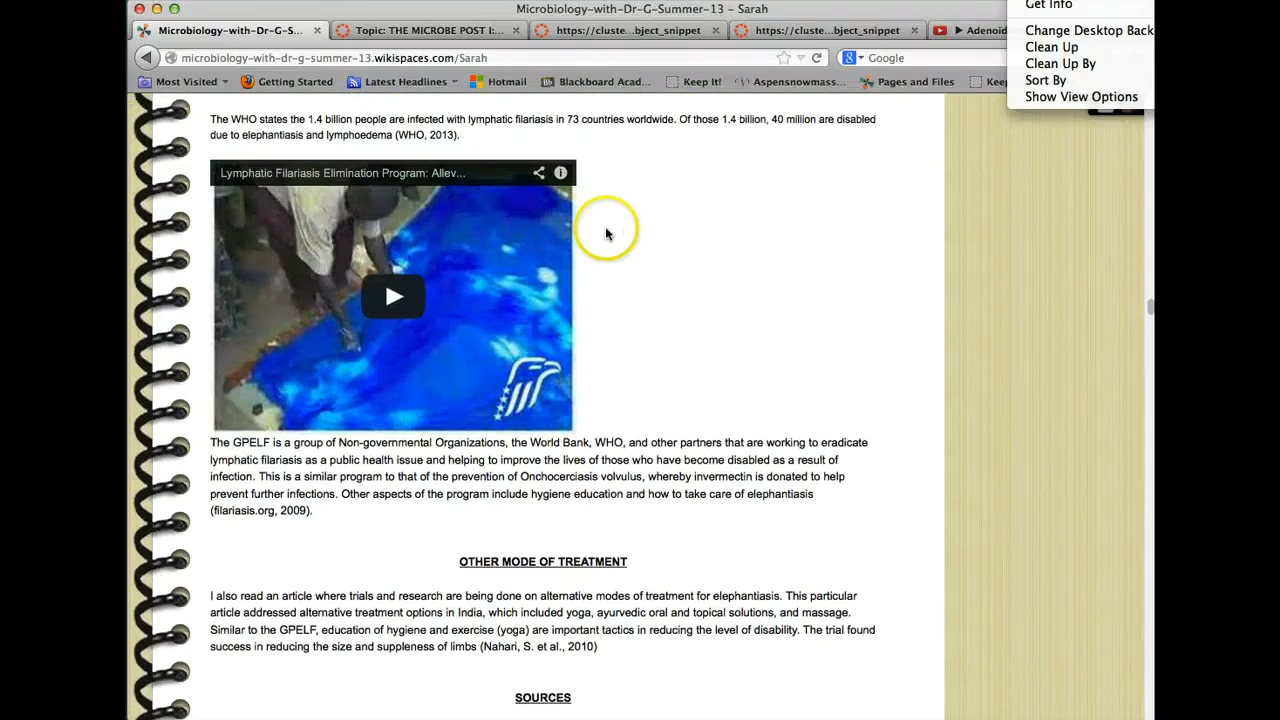 Microbiology-with-Dr-G-Summer-13 – Sarah
Get Info
Microbiology-with-Dr-G-S... × Topic: THE MICROBE POST I:... × https://cluste...bject_snippet × https://cluste...bject_snippet × Adenoid
Change Desktop Back
microbiology-with-dr-g-summer-13.wikispaces.com/Sarah
Google
Clean Up
Clean Up By
Most Visited Getting Started Latest Headlines Hotmail Blackboard Acad... Keep It! Aspensnowmass... Pages and Files Keep
Sort By
Show View Options
The WHO states the 1.4 billion people are infected with lymphatic filariasis in 73 countries worldwide. Of those 1.4 billion, 40 million are disabled
due to elephantiasis and lymphoedema (WHO, 2013).
Lymphatic Filariasis Elimination Program: Allev...
The GPELF is a group of Non-governmental Organizations, the World Bank, WHO, and other partners that are working to eradicate
lymphatic filariasis as a public health issue and helping to improve the lives of those who have become disabled as a result of
infection. This is a similar program to that of the prevention of Onchocerciasis volvulus, whereby invermectin is donated to help
prevent further infections. Other aspects of the program include hygiene education and how to take care of elephantiasis
(filariasis.org, 2009).
OTHER MODE OF TREATMENT
I also read an article where trials and research are being done on alternative modes of treatment for elephantiasis. This particular
article addressed alternative treatment options in India, which included yoga, ayurvedic oral and topical solutions, and massage.
Similar to the GPELF, education of hygiene and exercise (yoga) are important tactics in reducing the level of disability. The trial found
success in reducing the size and suppleness of limbs (Nahari, S. et al., 2010)
SOURCES